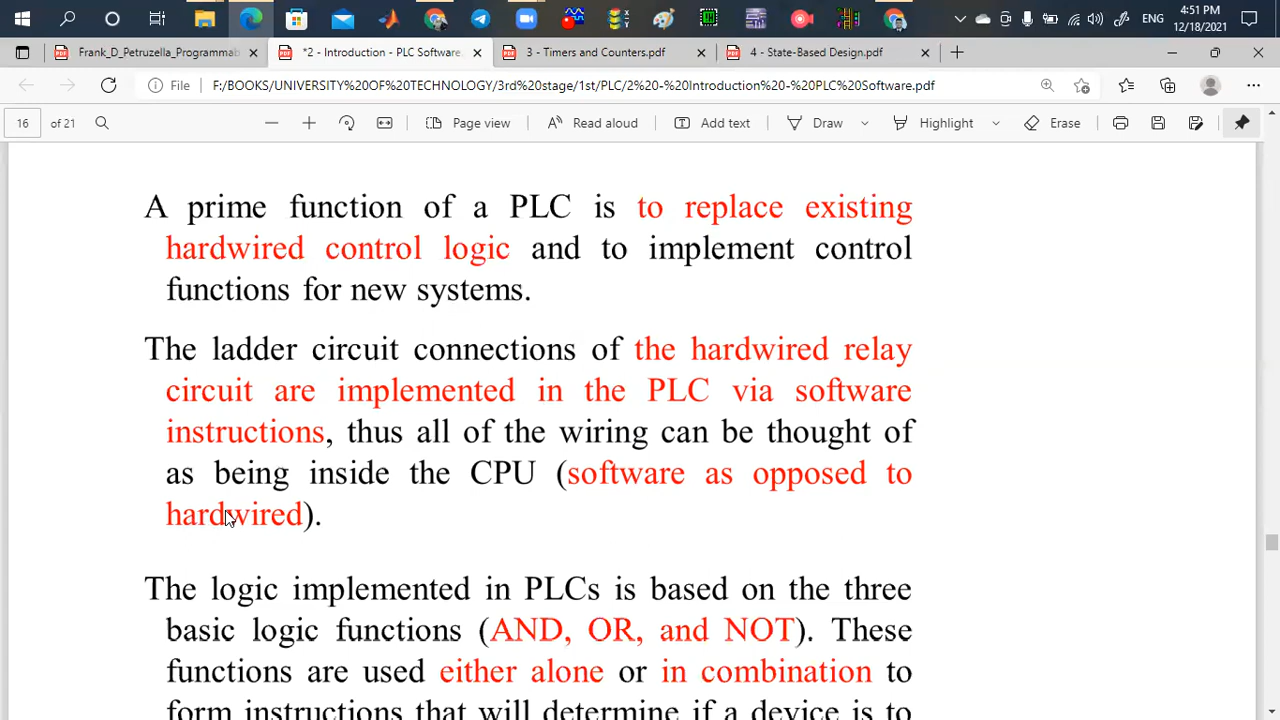 ENG
4:51 PM
12/18/2021
Frank_D_Petruzella_Programmab
*2 - Introduction - PLC Software.
3 - Timers and Counters.pdf
4 - State-Based Design.pdf
File
F:/BOOKS/UNIVERSITY%20OF%20TECHNOLOGY/3rd%20stage/1st/PLC/2%20-%20Introduction%20-%20PLC%20Software.pdf
16 of 21
Page view
Read aloud
Add text
Draw
Highlight
Erase
A prime function of a PLC is to replace existing
hardwired control logic and to implement control
functions for new systems.
The ladder circuit connections of the hardwired relay
circuit are implemented in the PLC via software
instructions, thus all of the wiring can be thought of
as being inside the CPU (software as opposed to
hardwired).
The logic implemented in PLCs is based on the three
basic logic functions (AND, OR, and NOT). These
functions are used either alone or in combination to
form instructions that will determine if a device is to